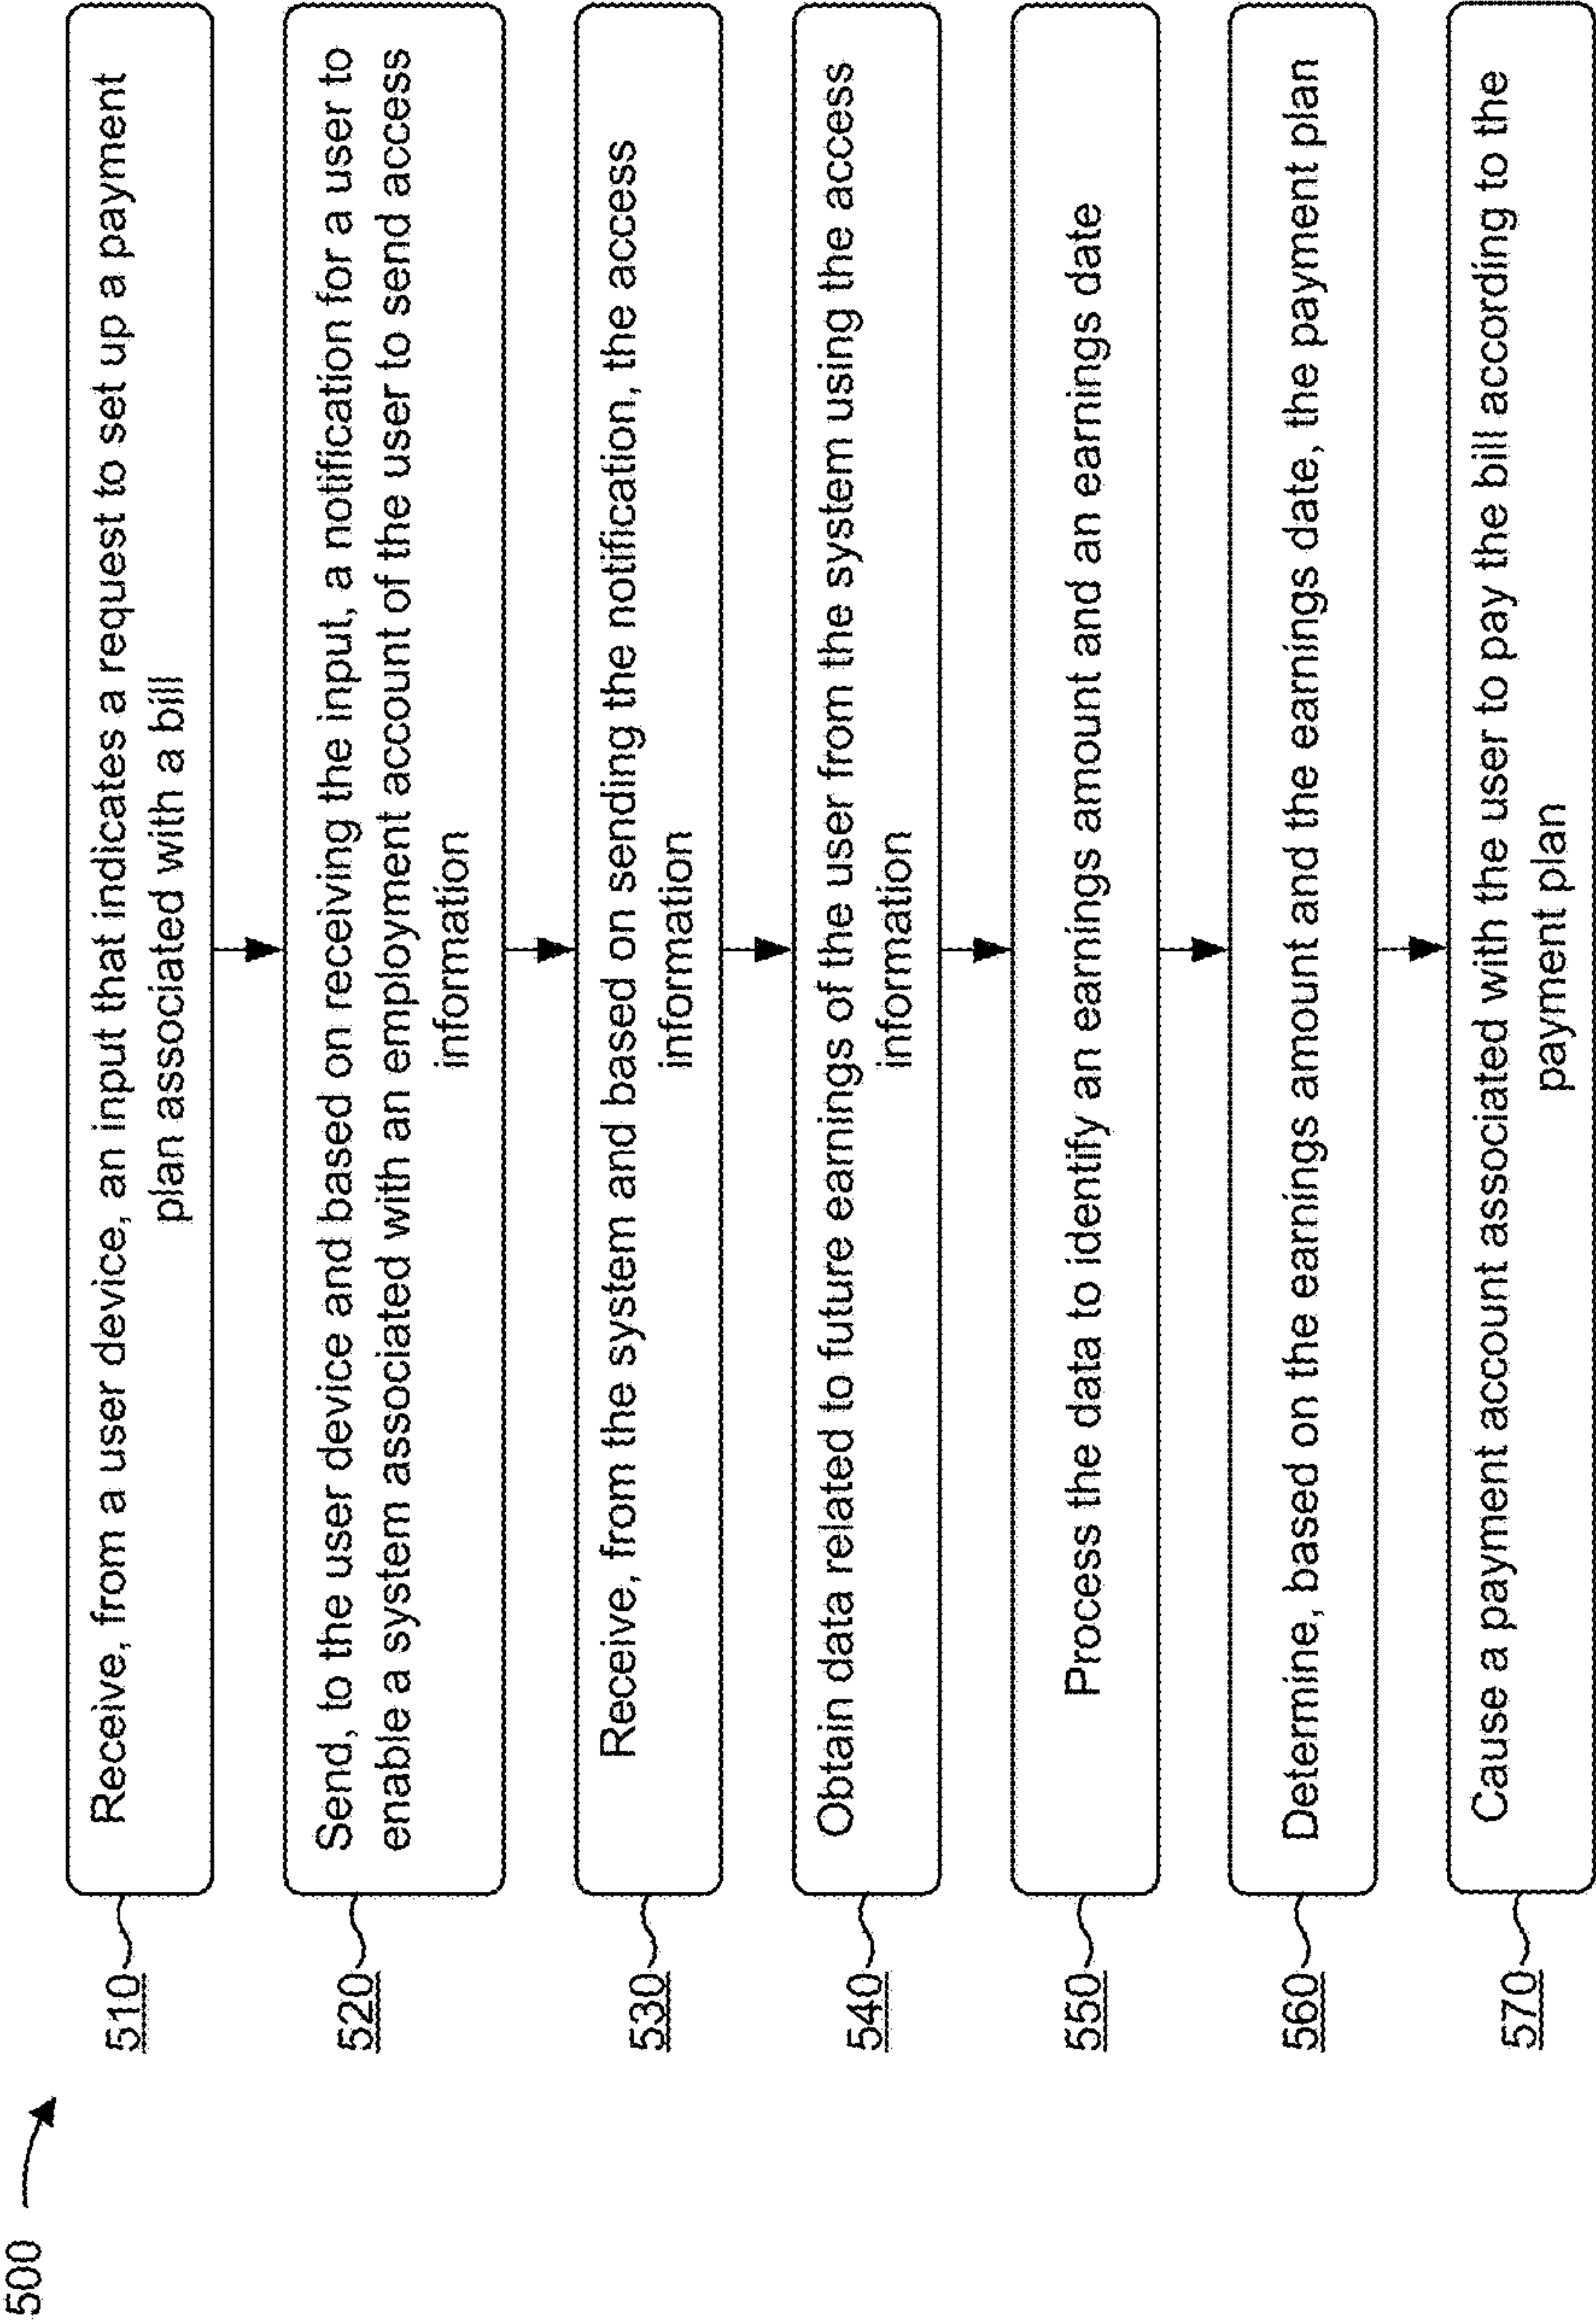 500
510
Receive, from a user device, an input that indicates a request to set up a payment
plan associated with a bill
520
Send, to the user device and based on receiving the input, a notification for a user to
enable a system associated with an employment account of the user to send access
information
530
Receive, from the system and based on sending the notification, the access
information
540
Obtain data related to future earnings of the user from the system using the access
information
550
Process the data to identify an earnings amount and an earnings date
560
Determine, based on the earnings amount and the earnings date, the payment plan
570
Cause a payment account associated with the user to pay the bill according to the
payment plan